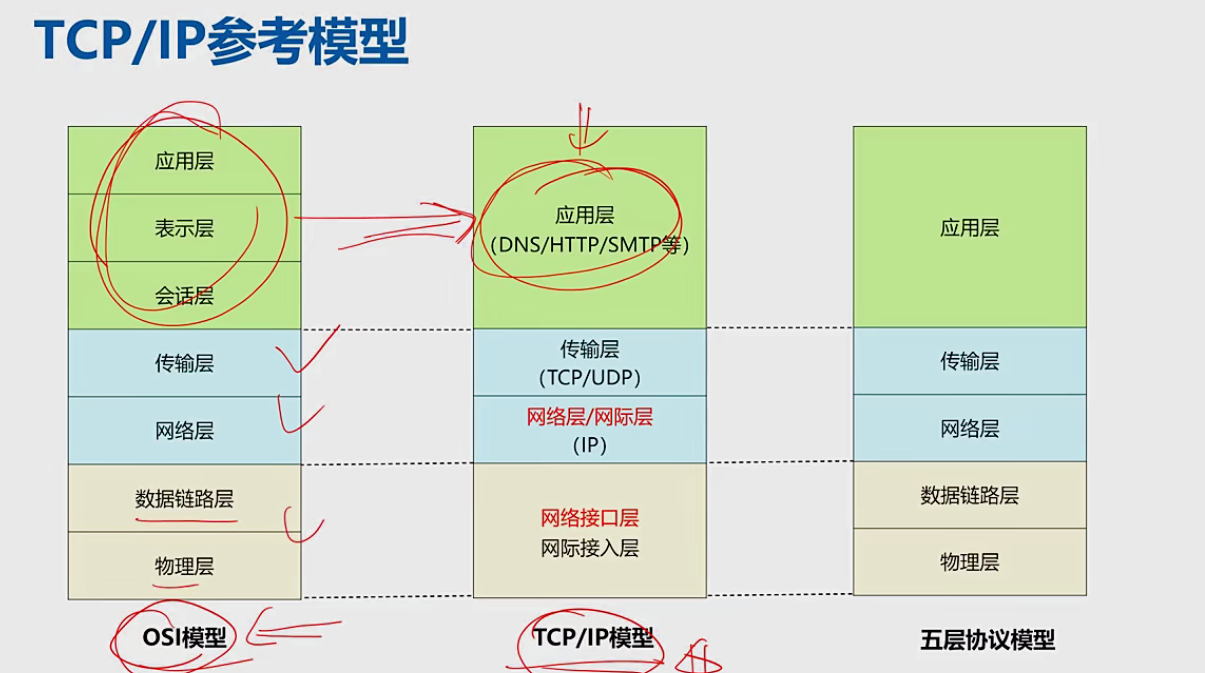 TCP/IP参考模型
应用层
表示层
会话层
传输层
网络层
数据链路层
物理层
OSI模型
应用层
(DNS/HTTP/SMTP等)
传输层
(TCP/UDP)
网络层/网际层
(IP)
网络接口层
网际接入层
TCP/IP模型
应用层
传输层
网络层
数据链路层
物理层
五层协议模型